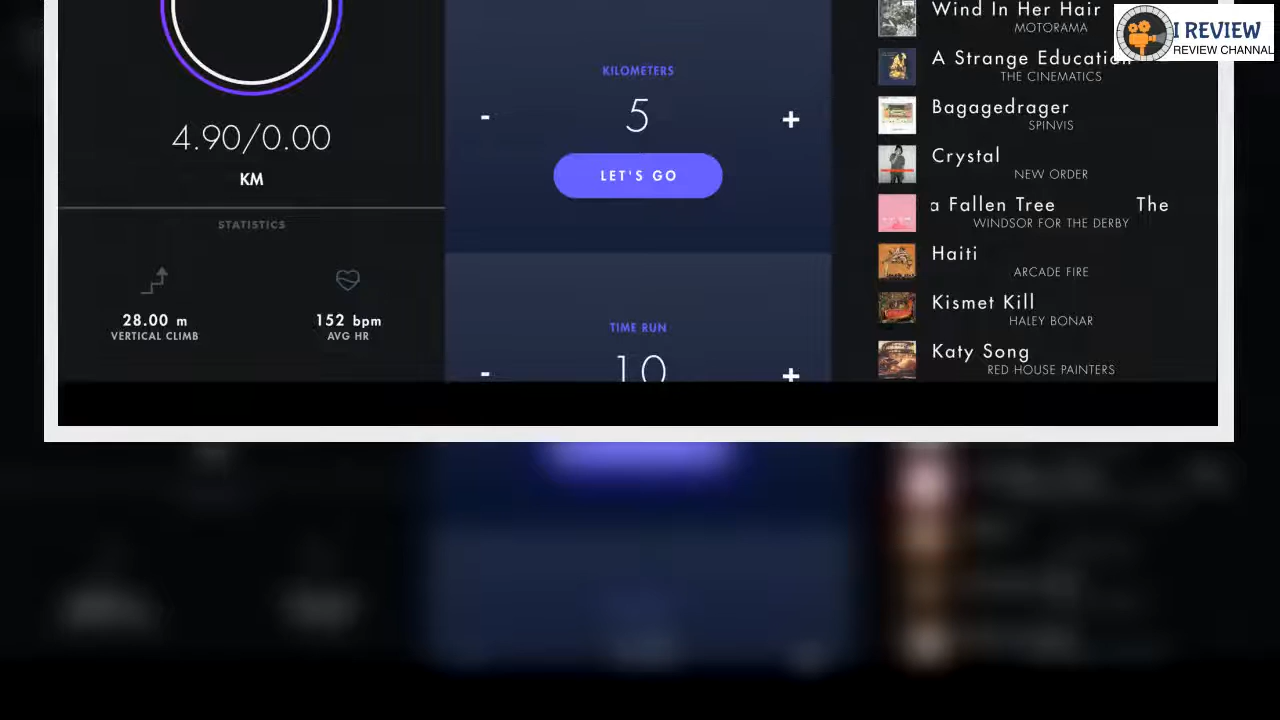 I REVIEW
REVIEW CHANNEL
4.90/0.00
KM
STATISTICS
28.00 m
VERTICAL CLIMB
152 bpm
AVG HR
KILOMETERS
- 5 +
LET'S GO
TIME RUN
- 10 +
Wind In Her Hair
MOTORAMA
A Strange Education
THE CINEMATICS
Bagagedrager
SPINVIS
Crystal
NEW ORDER
a Fallen Tree The
WINDSOR FOR THE DERBY
Haiti
ARCADE FIRE
Kismet Kill
HALEY BONAR
Katy Song
RED HOUSE PAINTERS